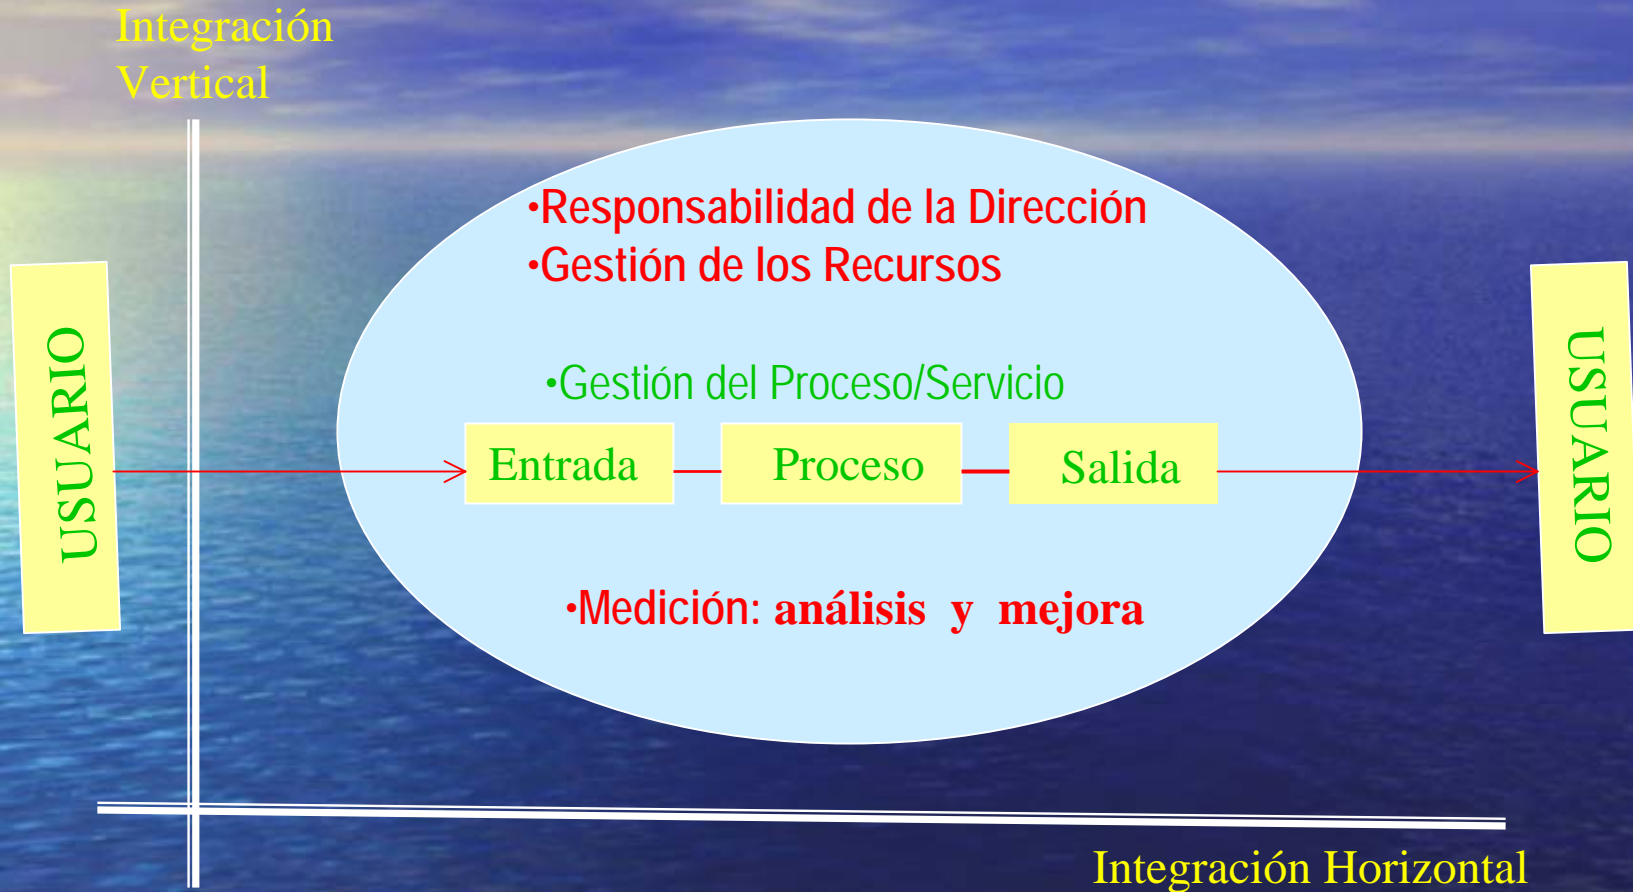 Integración
Vertical
•Responsabilidad de la Dirección
•Gestión de los Recursos
•Gestión del Proceso/Servicio
USUARIO
Entrada
Proceso
Salida
USUARIO
•Medición: análisis y mejora
Integración Horizontal